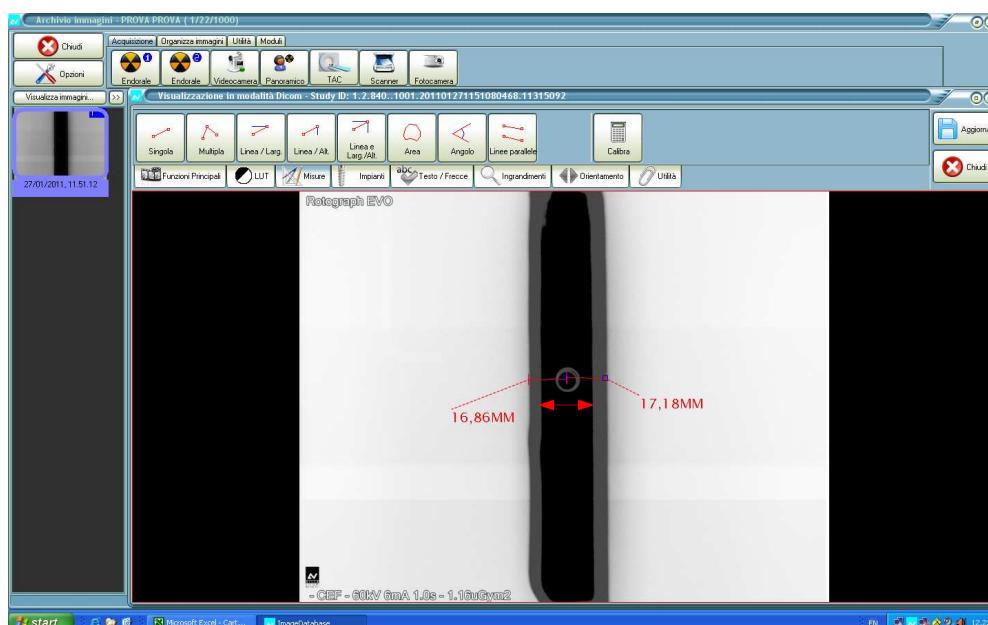 Archivio Immagini - PROVA PROVA ( 1/22/1000)
Chiudi
Opzioni
Acquisizione Organizza immagini Utilità Moduli
Endorale Endorale Videocamera Panoramico TAC Scanner Fotocamera
Visualizza immagini... >>
Visualizzazione in modalità Dicom - Study ID: 1.2.840..1001.201101271151080468.11315092
27/01/2011, 11.51.12
Singola Multipla Linea / Larg. Linea / Alt. Linea e Larg./Alt. Area Angolo Linee parallele Calibra
Aggiorna
Chiudi
Funzioni Principali LUT Misure Impianti abc Testo / Frecce Ingrandimenti Orientamento Utilità
Rotograph EVO
16,86MM
17,18MM
- CEF - 60kV 6mA 1.0s - 1.16uGym2
start Microsoft Excel - Cart... ImageDatabase EN